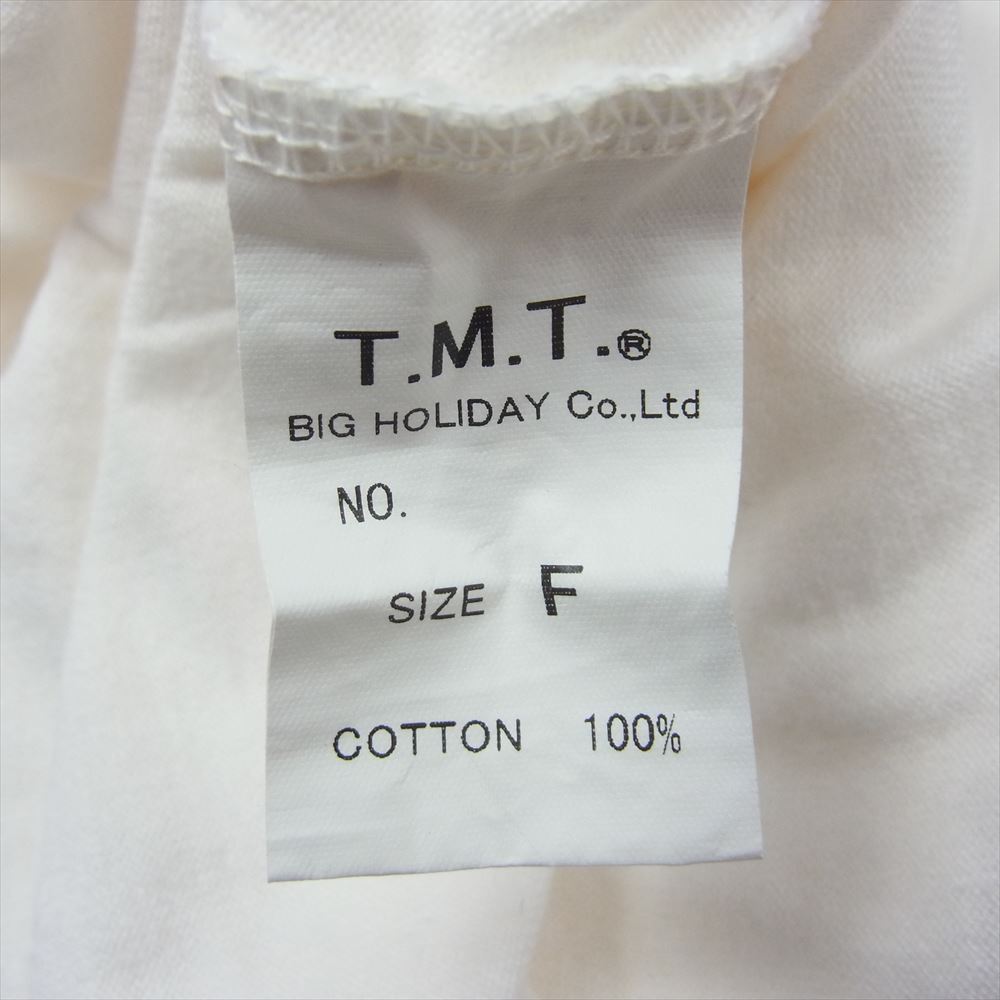 T.M.T.®
BIG HOLIDAY Co.,Ltd
NO.
SIZE F
COTTON 100%